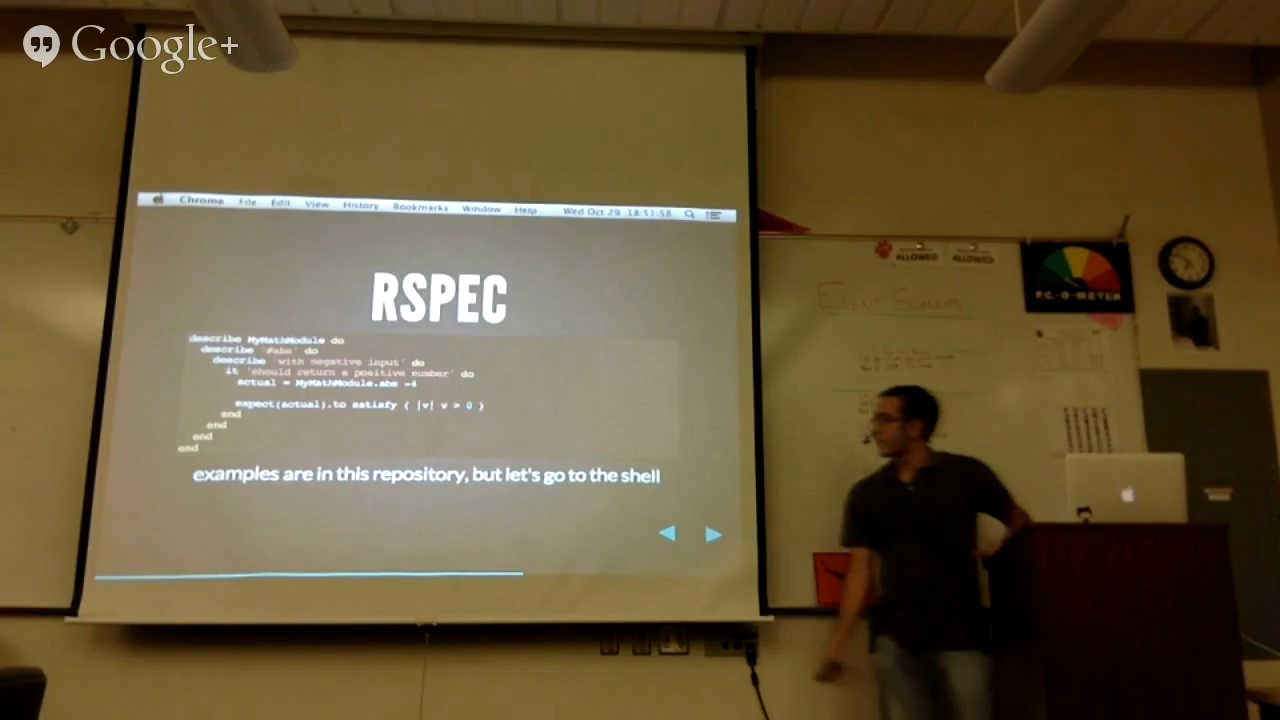 Google+
Chrome File Edit View History Bookmarks Window Help Wed Oct 29 18:51:58
RSPEC
describe MyMathModule do
describe '#abs' do
describe 'with negative input' do
it 'should return a positive number' do
actual = MyMathModule.abs -4
expect(actual).to satisfy { |v| v > 0 }
end
end
end
end
examples are in this repository, but let's go to the shell
ALLOWED
ALLOWED
P.C.-O-METER